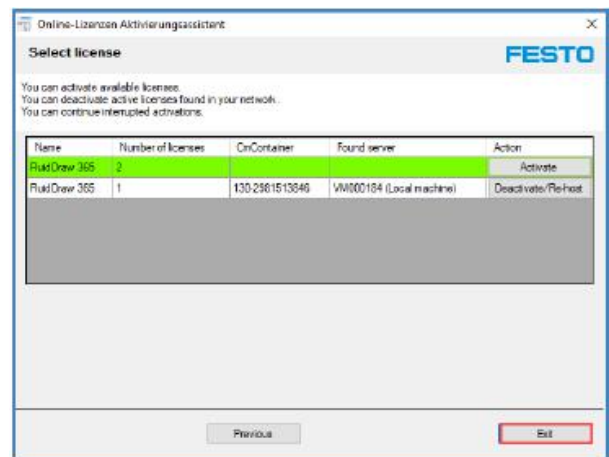 Online-Lizenzen Aktivierungsassistent
Select license
FESTO
You can activate available licenses.
You can deactivate active licenses found in your network.
You can continue interrupted activations.
Name Number of licenses CmContainer Found server Action
FluidDraw 365 2 Activate
FluidDraw 365 1 130-2981513846 VM000184 (Local machine) Deactivate/Re-host
Previous Exit